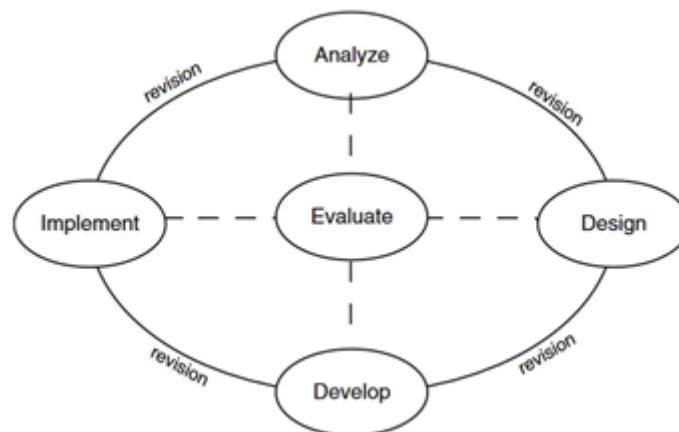 Analyze
revision
revision
Implement
Evaluate
Design
revision
revision
Develop